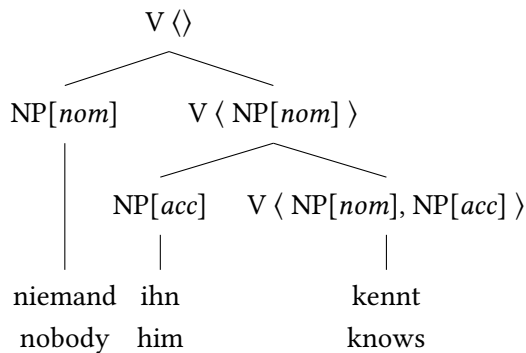 V ⟨⟩
NP[nom] V ⟨ NP[nom] ⟩
NP[acc] V ⟨ NP[nom], NP[acc] ⟩
niemand ihn kennt
nobody him knows